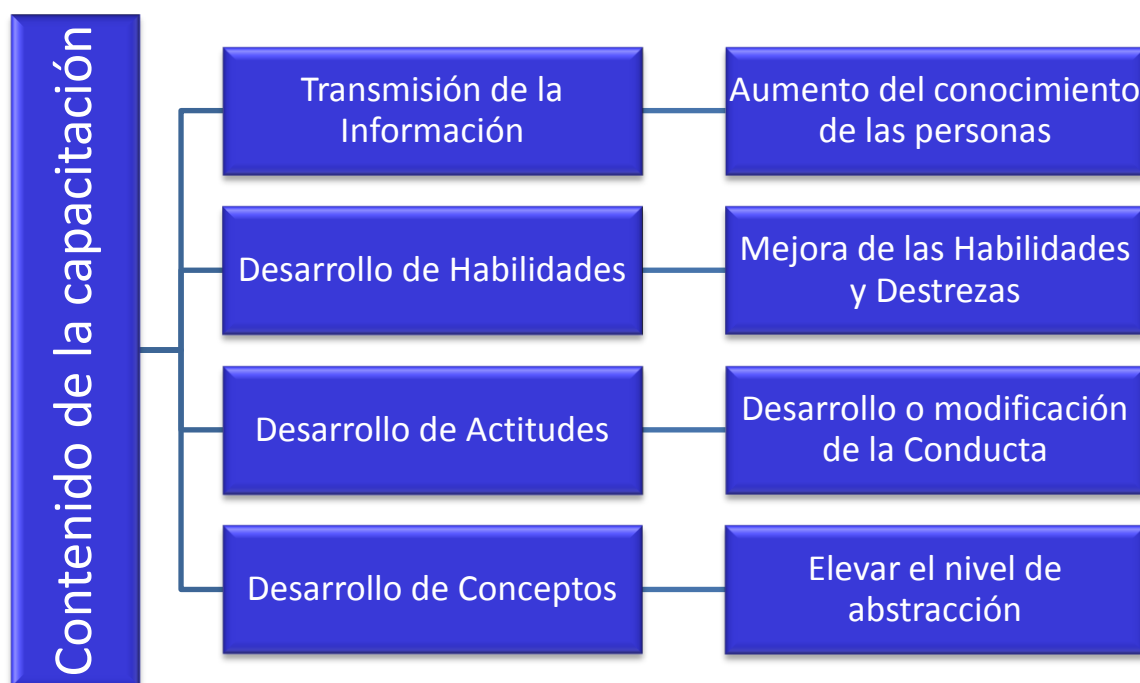 Contenido de la capacitación
Transmisión de la
Información
Aumento del conocimiento
de las personas
Desarrollo de Habilidades
Mejora de las Habilidades
y Destrezas
Desarrollo de Actitudes
Desarrollo o modificación
de la Conducta
Desarrollo de Conceptos
Elevar el nivel de
abstracción